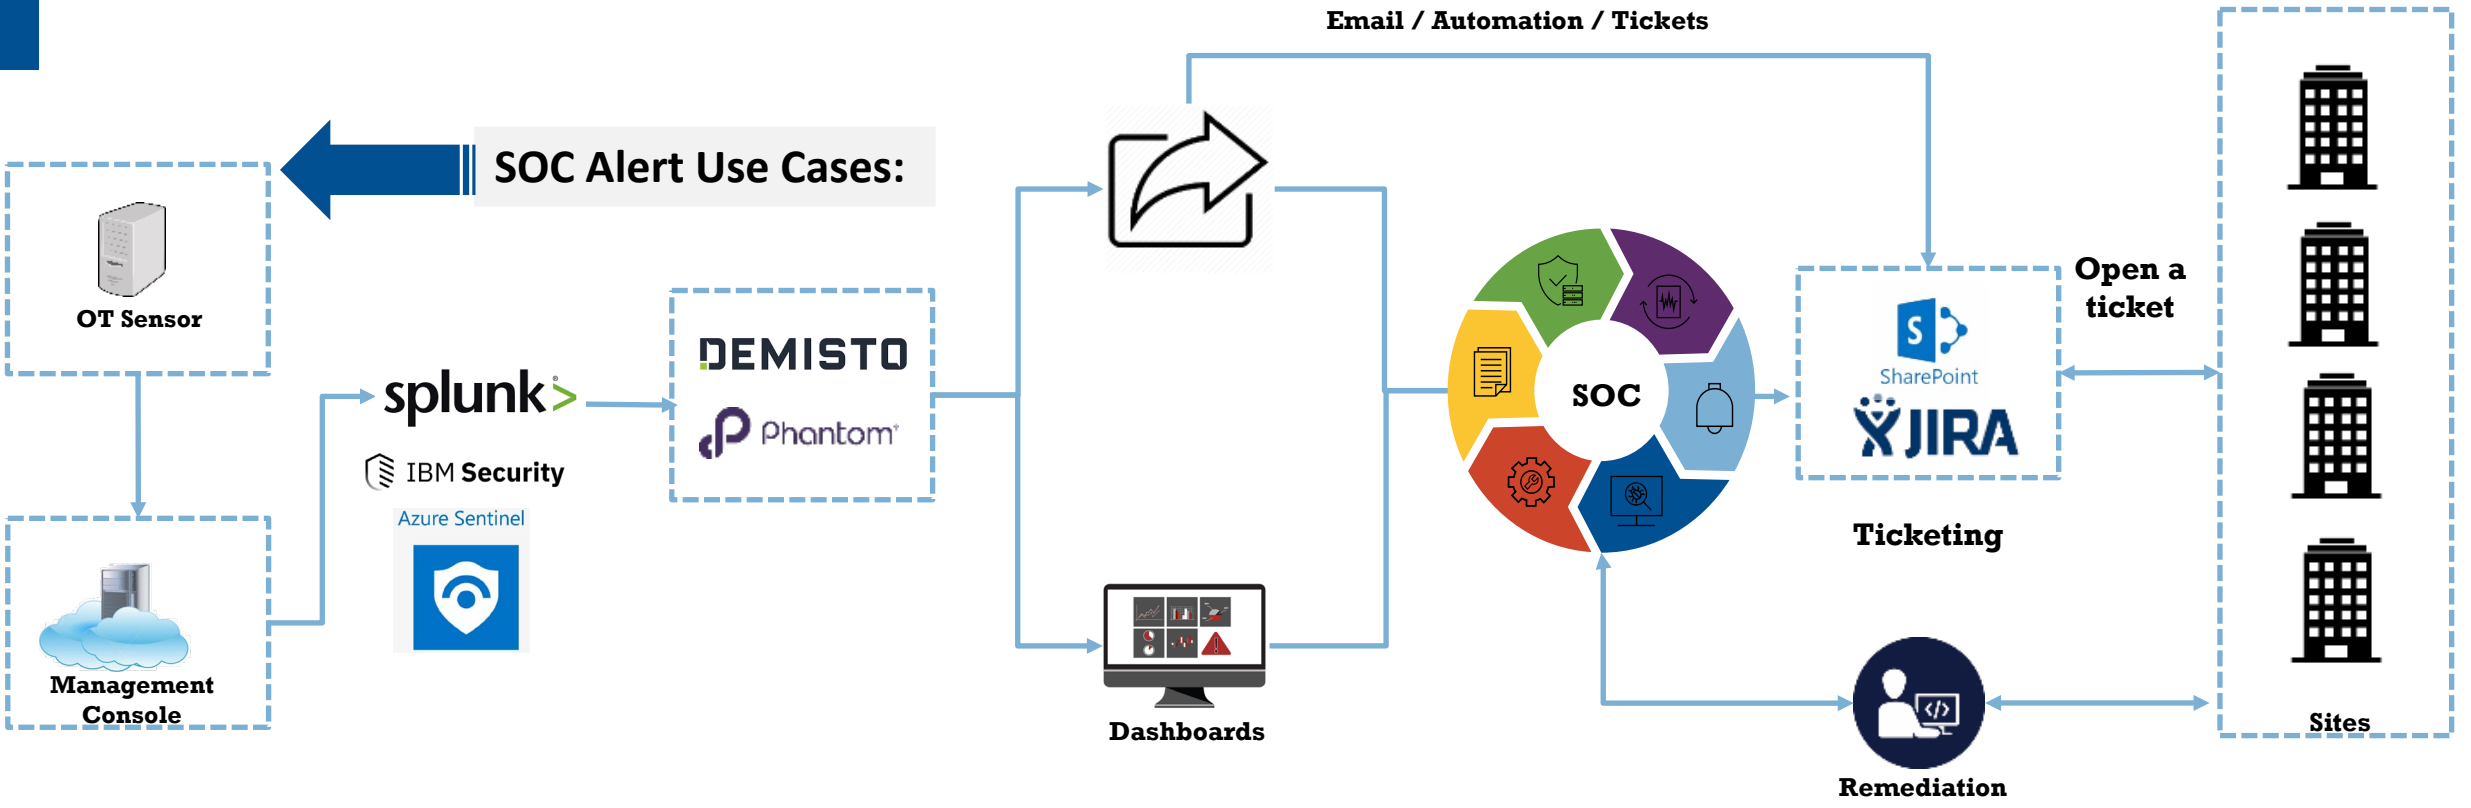 Email / Automation / Tickets
SOC Alert Use Cases:
OT Sensor
Management
Console
splunk>
IBM Security
Azure Sentinel
DEMISTO
Phantom
Dashboards
SOC
S
SharePoint
JIRA
Ticketing
Open a
ticket
</>
Remediation
Sites